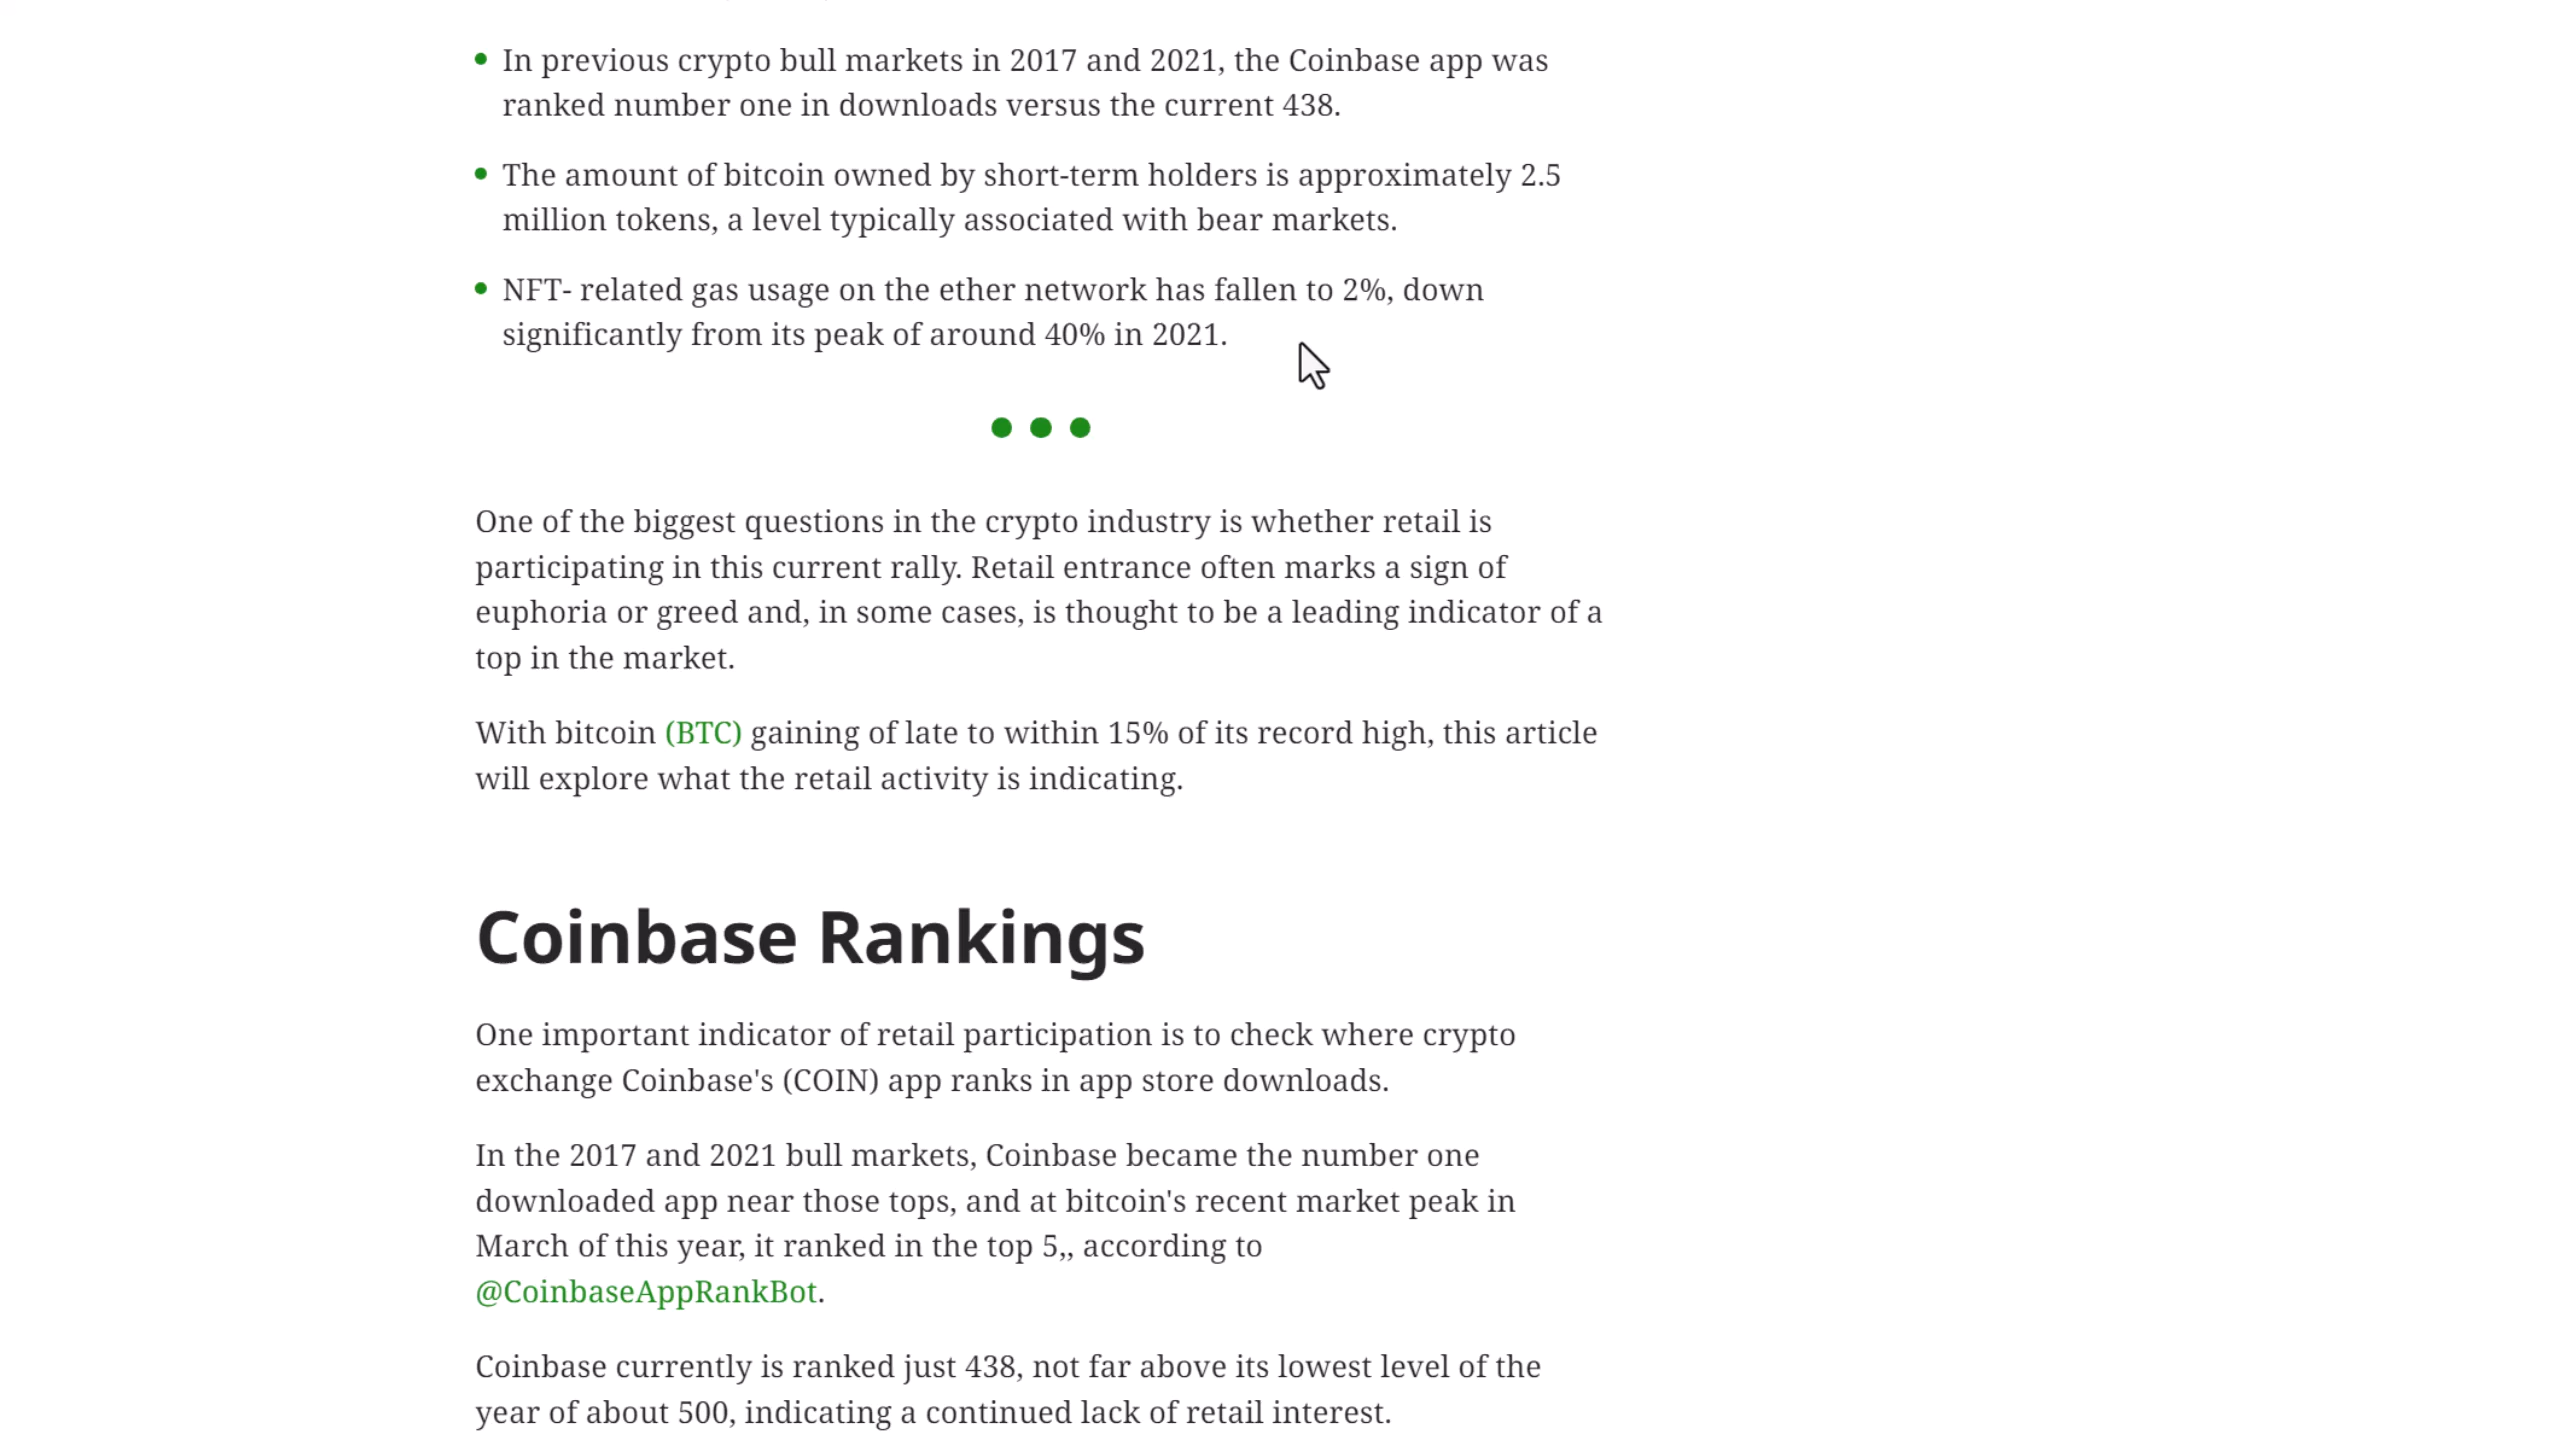 In previous crypto bull markets in 2017 and 2021, the Coinbase app was
ranked number one in downloads versus the current 438.
The amount of bitcoin owned by short-term holders is approximately 2.5
million tokens, a level typically associated with bear markets.
NFT- related gas usage on the ether network has fallen to 2%, down
significantly from its peak of around 40% in 2021.
One of the biggest questions in the crypto industry is whether retail is
participating in this current rally. Retail entrance often marks a sign of
euphoria or greed and, in some cases, is thought to be a leading indicator of a
top in the market.
With bitcoin (BTC) gaining of late to within 15% of its record high, this article
will explore what the retail activity is indicating.
Coinbase Rankings
One important indicator of retail participation is to check where crypto
exchange Coinbase's (COIN) app ranks in app store downloads.
In the 2017 and 2021 bull markets, Coinbase became the number one
downloaded app near those tops, and at bitcoin's recent market peak in
March of this year, it ranked in the top 5,, according to
@CoinbaseAppRankBot.
Coinbase currently is ranked just 438, not far above its lowest level of the
year of about 500, indicating a continued lack of retail interest.